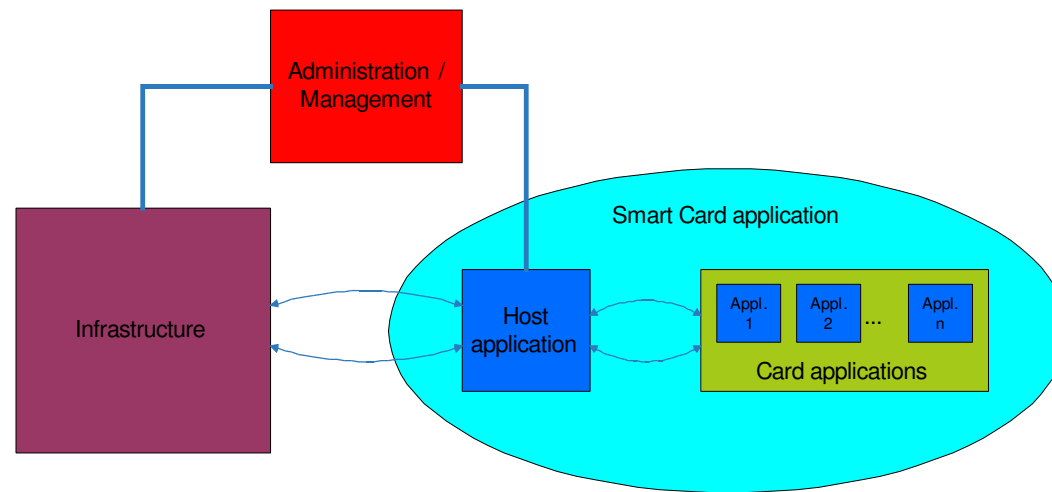 Administration /
Management
Smart Card application
Infrastructure
Host
application
Appl.
1
Appl.
2
...
Appl.
n
Card applications